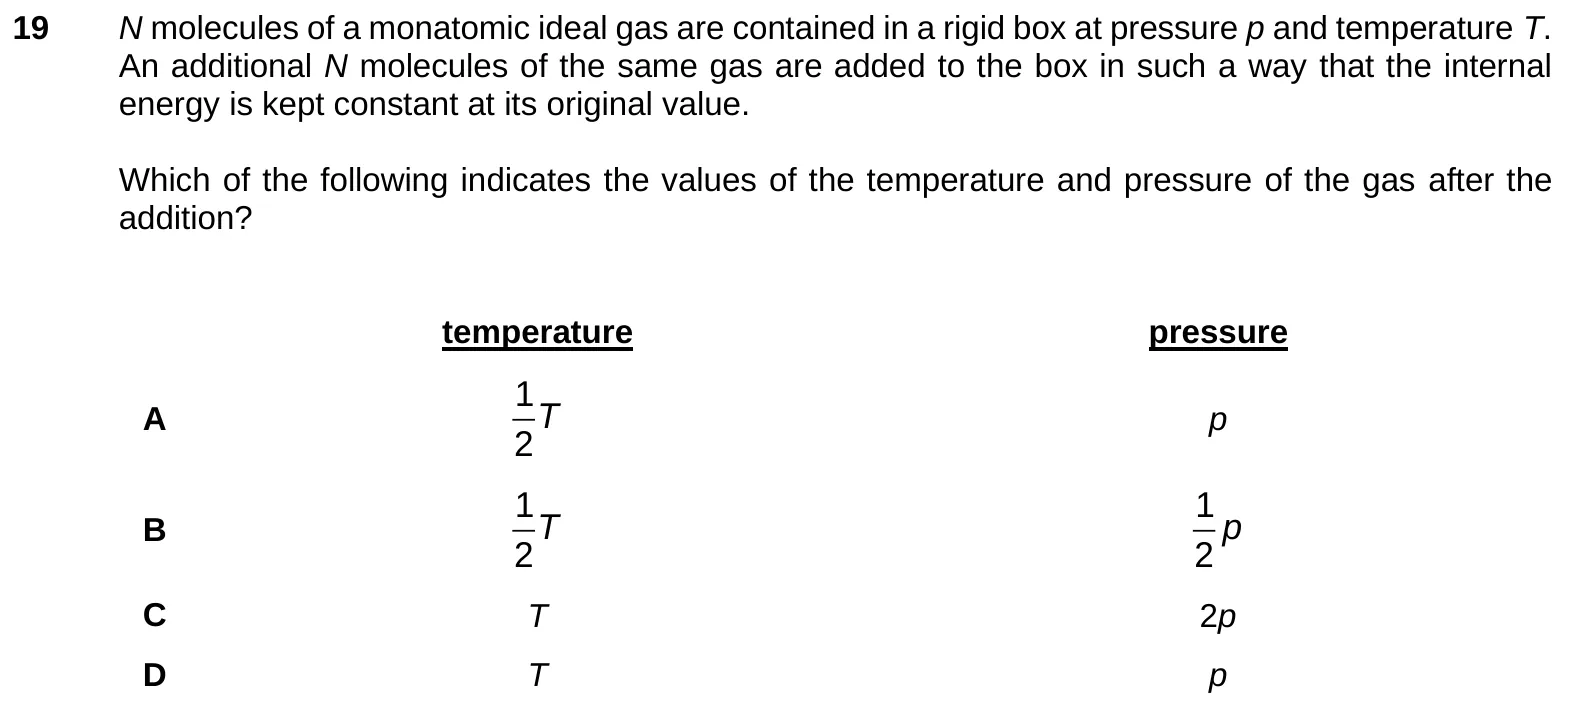 19 N molecules of a monatomic ideal gas are contained in a rigid box at pressure p and temperature T.
An additional N molecules of the same gas are added to the box in such a way that the internal
energy is kept constant at its original value.
Which of the following indicates the values of the temperature and pressure of the gas after the
addition?
temperature pressure
A 1/2 T p
B 1/2 T 1/2 p
C T 2p
D T p